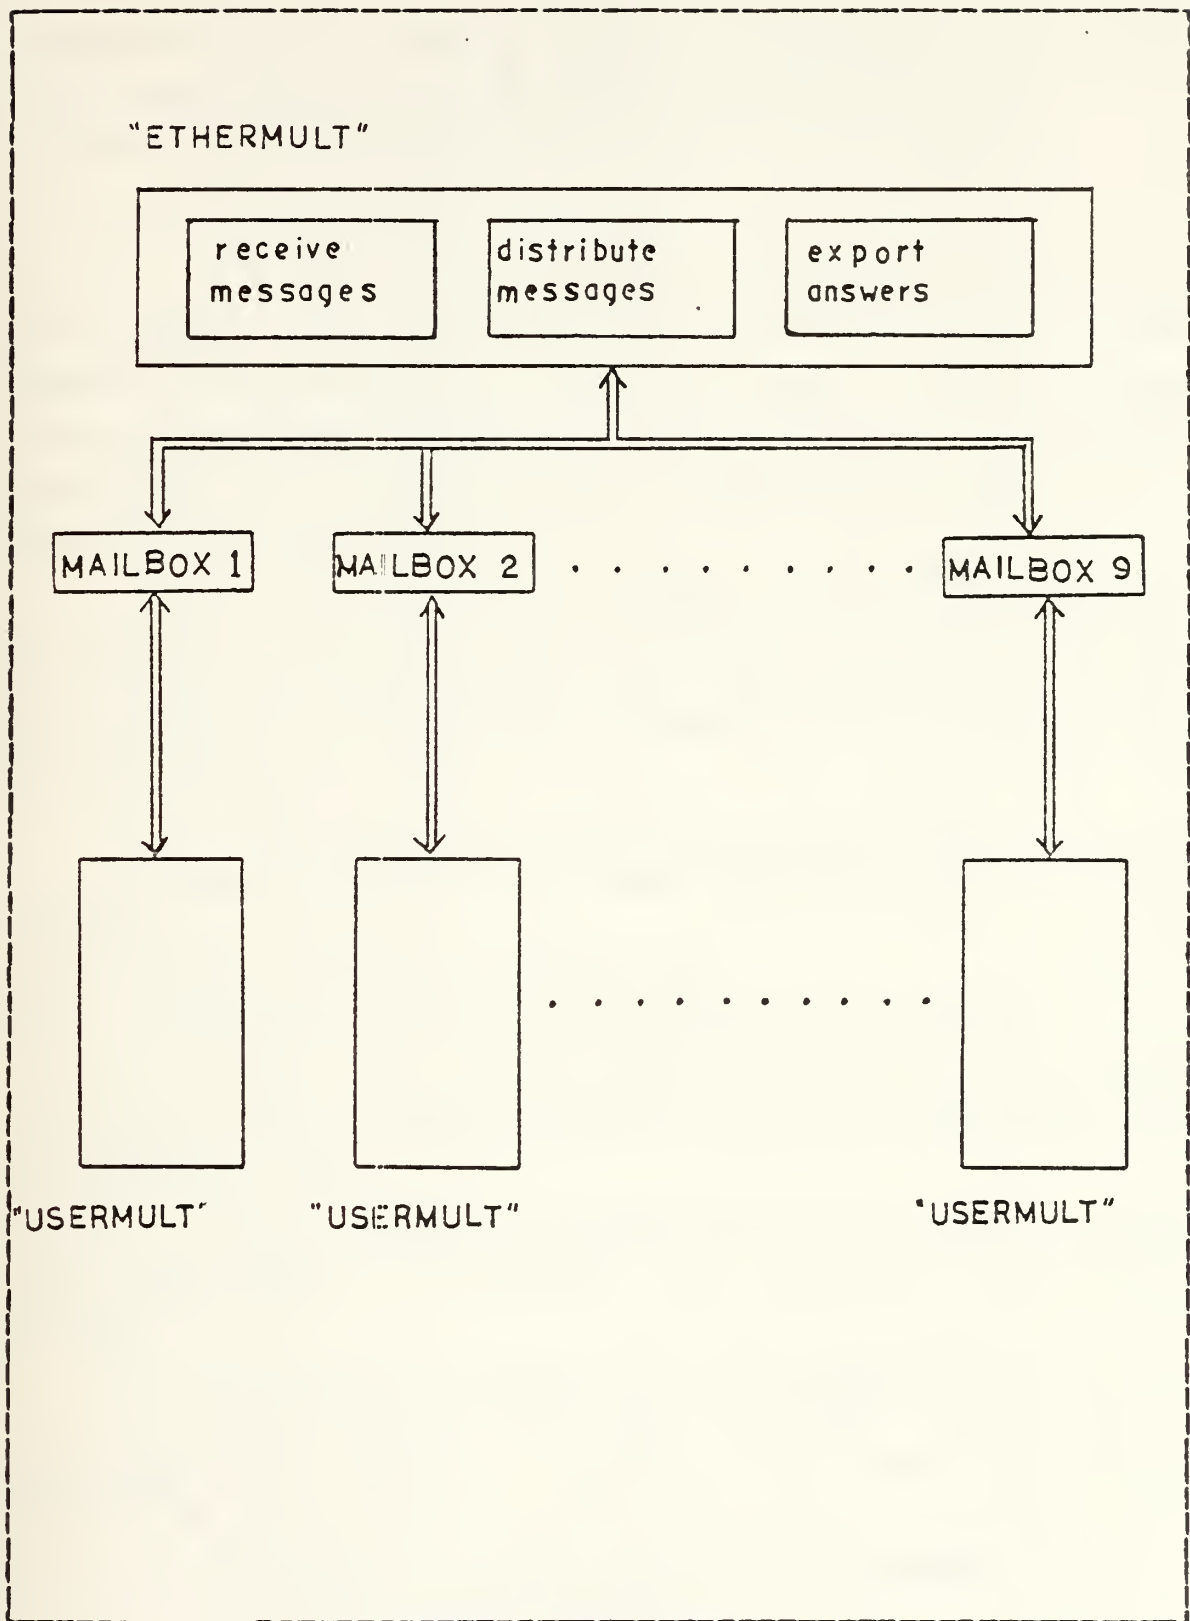 "ETHERMULT"
receive
messages
distribute
messages
export
answers
MAILBOX 1
MAILBOX 2
MAILBOX 9
"USERMULT"
"USERMULT"
"USERMULT"